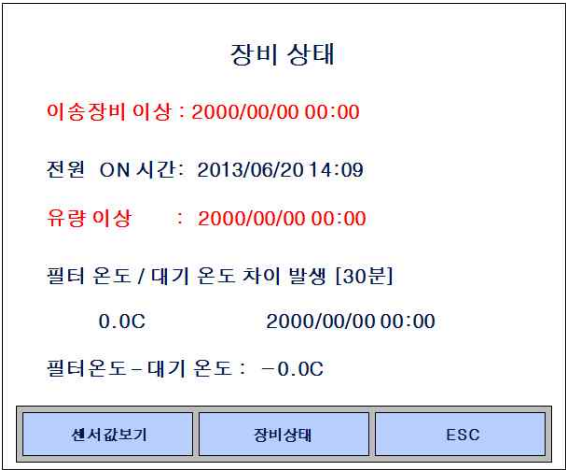 장비 상태
이송장비 이상 : 2000/00/00 00:00
전원 ON 시간: 2013/06/20 14:09
유량 이상 : 2000/00/00 00:00
필터 온도 / 대기 온도 차이 발생 [30분]
0.0C 2000/00/00 00:00
필터온도 – 대기 온도 : －0.0C
센서값보기 장비상태 ESC